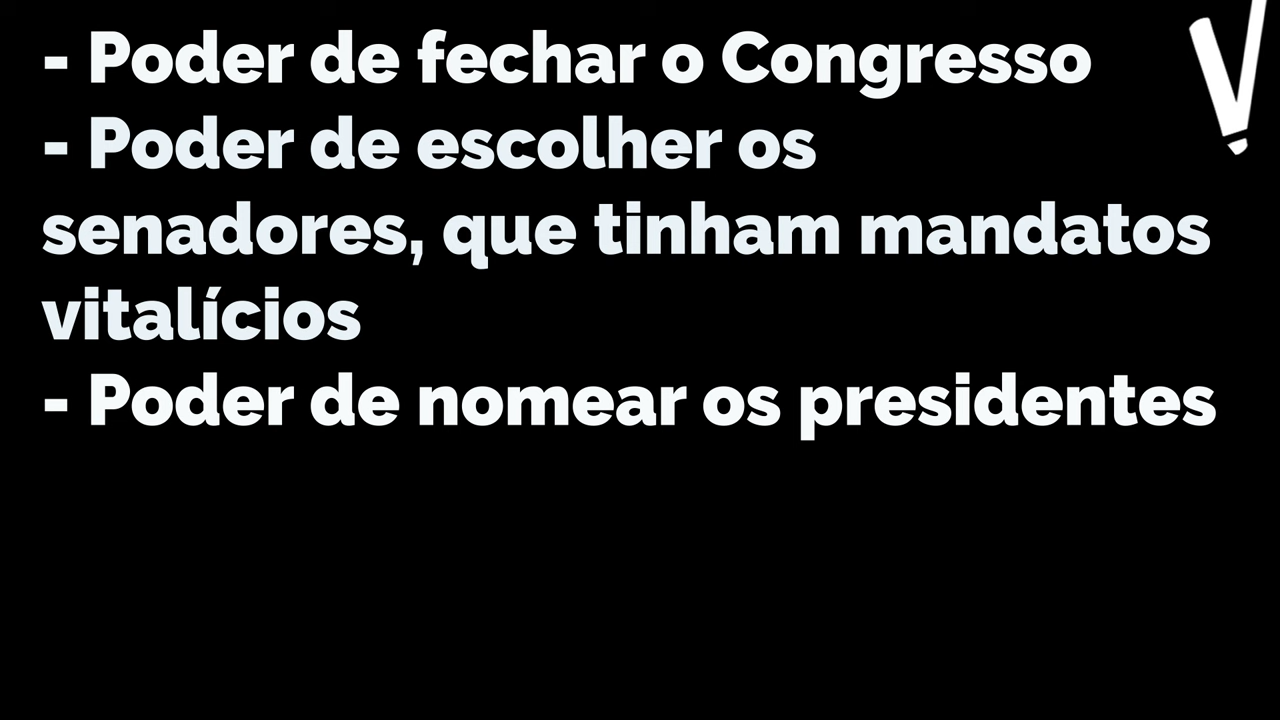 - Poder de fechar o Congresso
- Poder de escolher os
senadores, que tinham mandatos
vitalícios
- Poder de nomear os presidentes